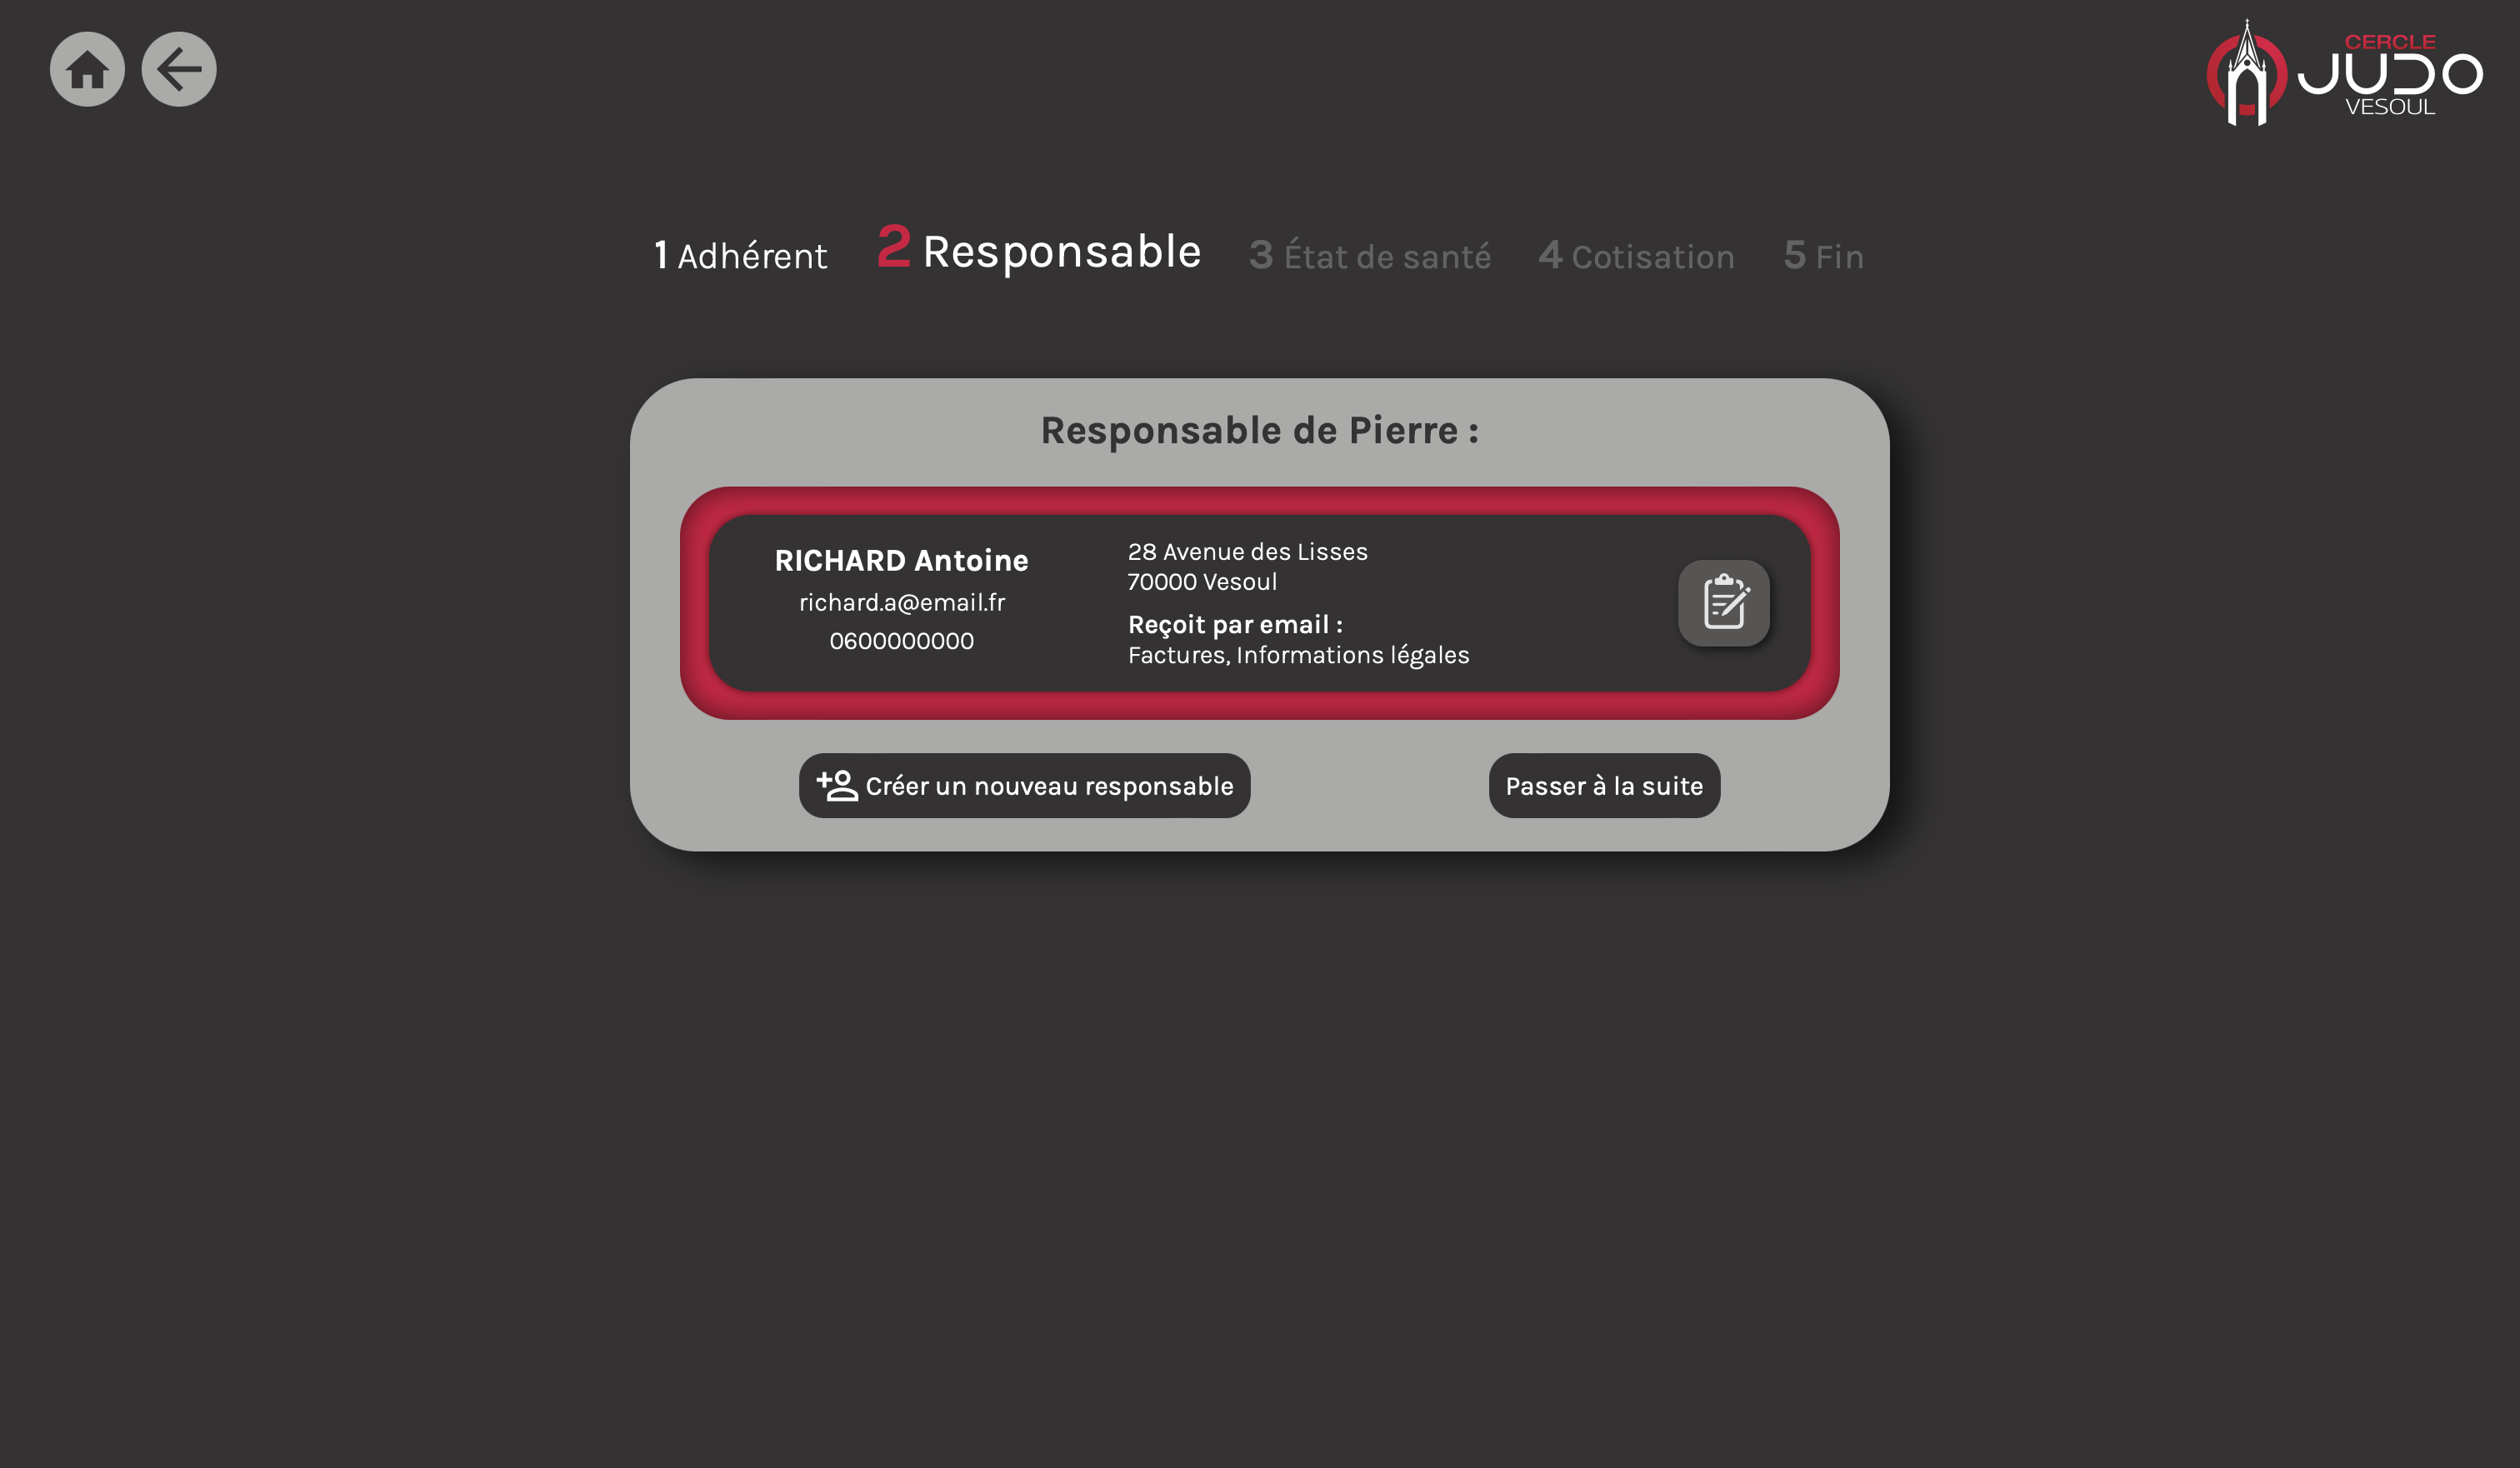 CERCLE
JUDO
VESOUL
1 Adhérent
2 Responsable
3 État de santé
4 Cotisation
5 Fin
Responsable de Pierre :
RICHARD Antoine
richard.a@email.fr
0600000000
28 Avenue des Lisses
70000 Vesoul
Reçoit par email :
Factures, Informations légales
Créer un nouveau responsable
Passer à la suite